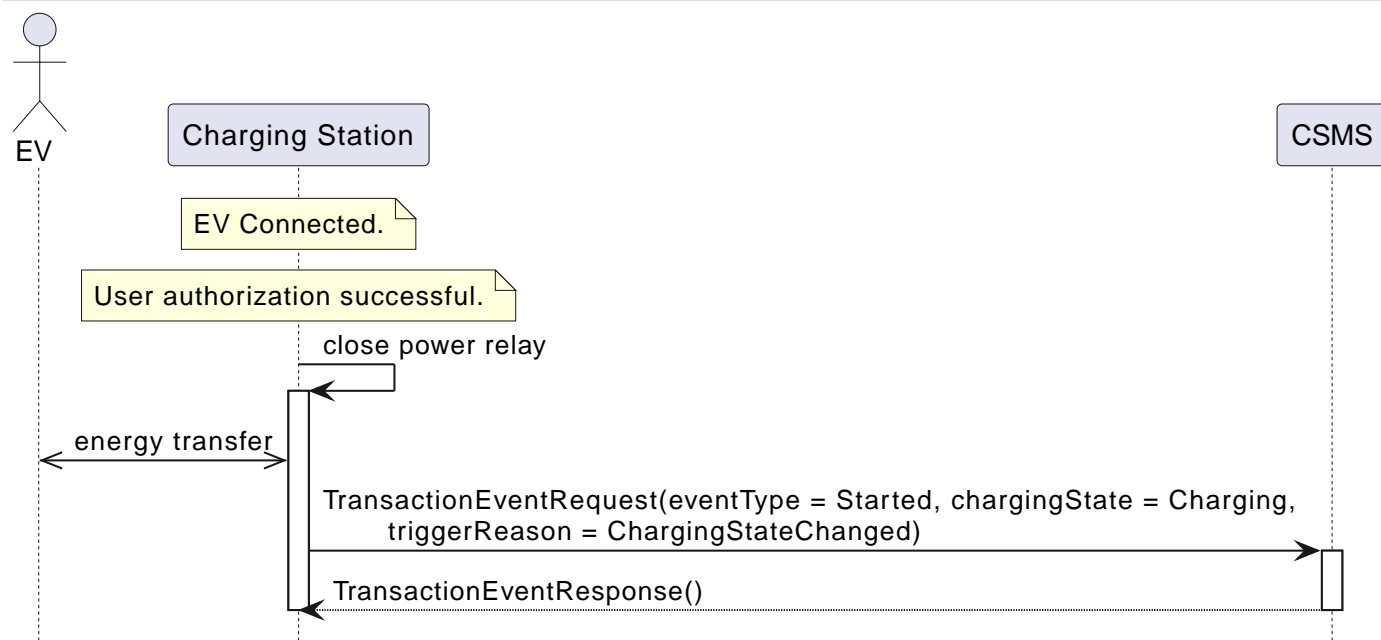 EV
Charging Station
CSMS
EV Connected.
User authorization successful.
close power relay
energy transfer
TransactionEventRequest(eventType = Started, chargingState = Charging,
triggerReason = ChargingStateChanged)
TransactionEventResponse()